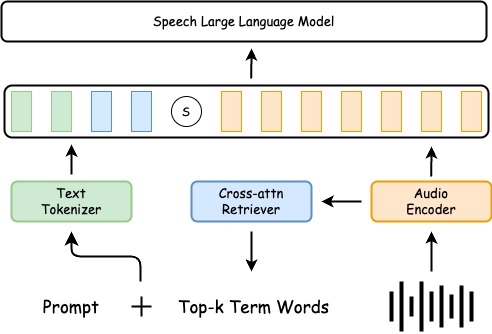 Speech Large Language Model
S
Text
Tokenizer
Cross-attn
Retriever
Audio
Encoder
Prompt + Top-k Term Words